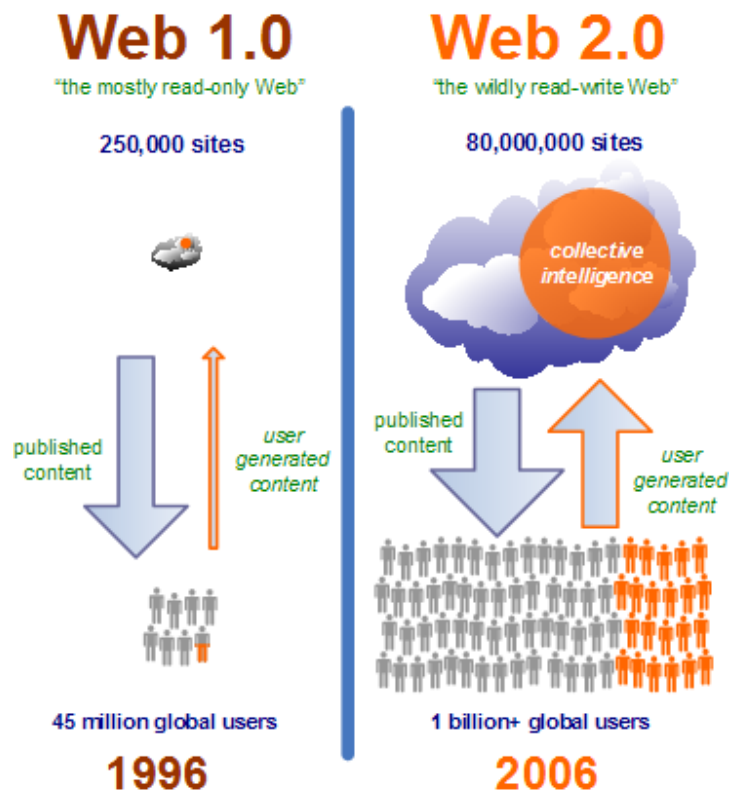 Web 1.0
"the mostly read-only Web"
250,000 sites
published
content
user
generated
content
45 million global users
1996
Web 2.0
"the wildly read-write Web"
80,000,000 sites
collective
intelligence
published
content
user
generated
content
1 billion+ global users
2006